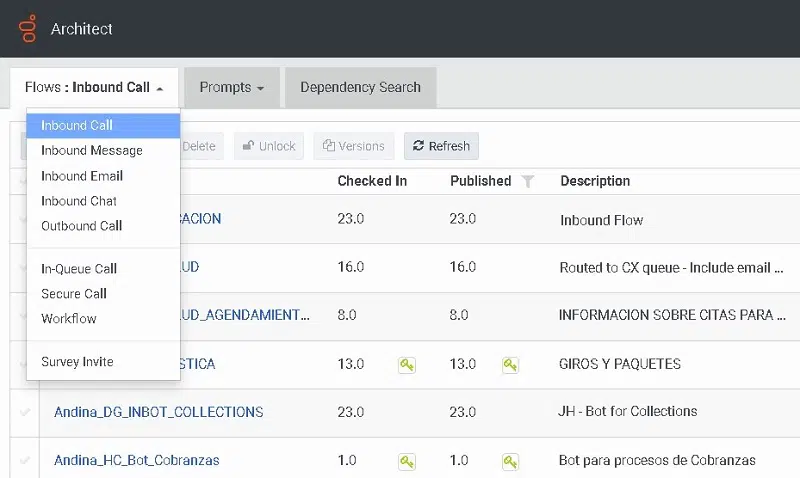 Architect
Flows : Inbound Call
Prompts
Dependency Search
Inbound Call
Inbound Message
Inbound Email
Inbound Chat
Outbound Call
In-Queue Call
Secure Call
Workflow
Survey Invite
Delete Unlock Versions Refresh
Checked In Published Description
CACION 23.0 23.0 Inbound Flow
LUD 16.0 16.0 Routed to CX queue - Include email ...
LUD_AGENDAMIENT... 8.0 8.0 INFORMACION SOBRE CITAS PARA ...
STICA 13.0 13.0 GIROS Y PAQUETES
Andina_DG_INBOT_COLLECTIONS 23.0 23.0 JH - Bot for Collections
Andina_HC_Bot_Cobranzas 1.0 1.0 Bot para procesos de Cobranzas